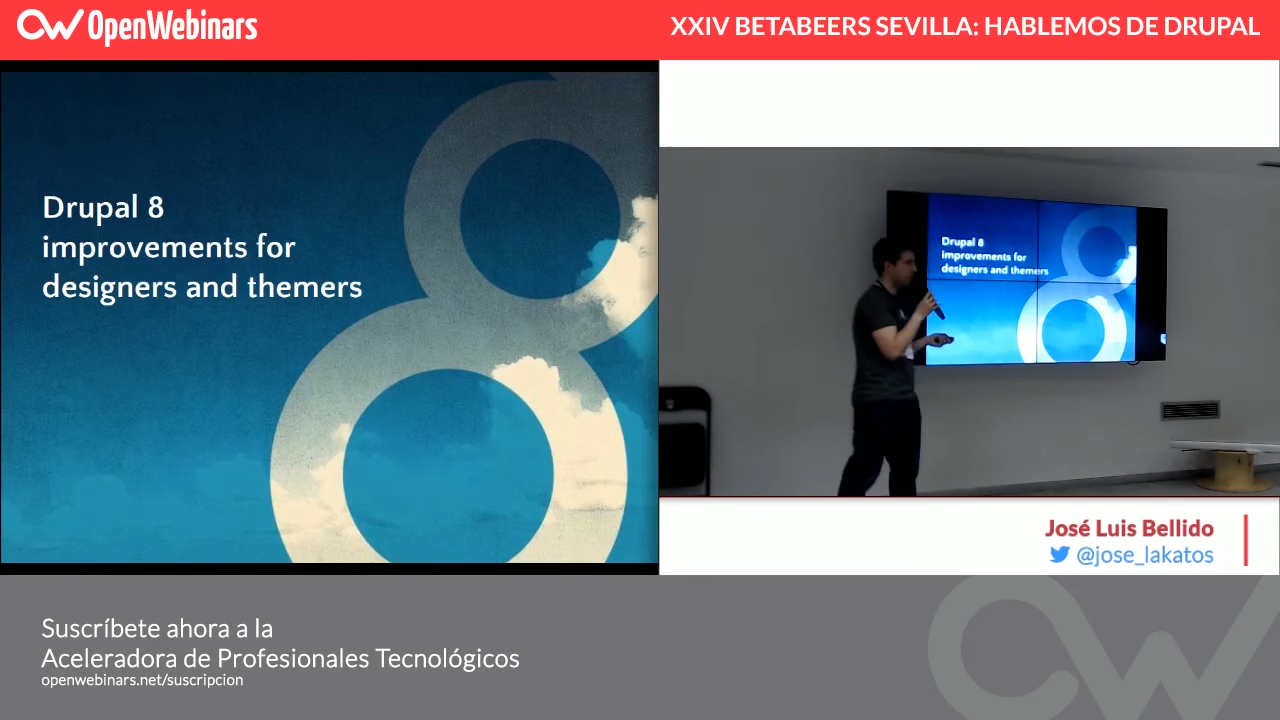 OpenWebinars
XXIV BETABEERS SEVILLA: HABLEMOS DE DRUPAL
Drupal 8
improvements for
designers and themers
Drupal 8
improvements for
designers and themers
José Luis Bellido
@jose_lakatos
Suscríbete ahora a la
Aceleradora de Profesionales Tecnológicos
openwebinars.net/suscripcion